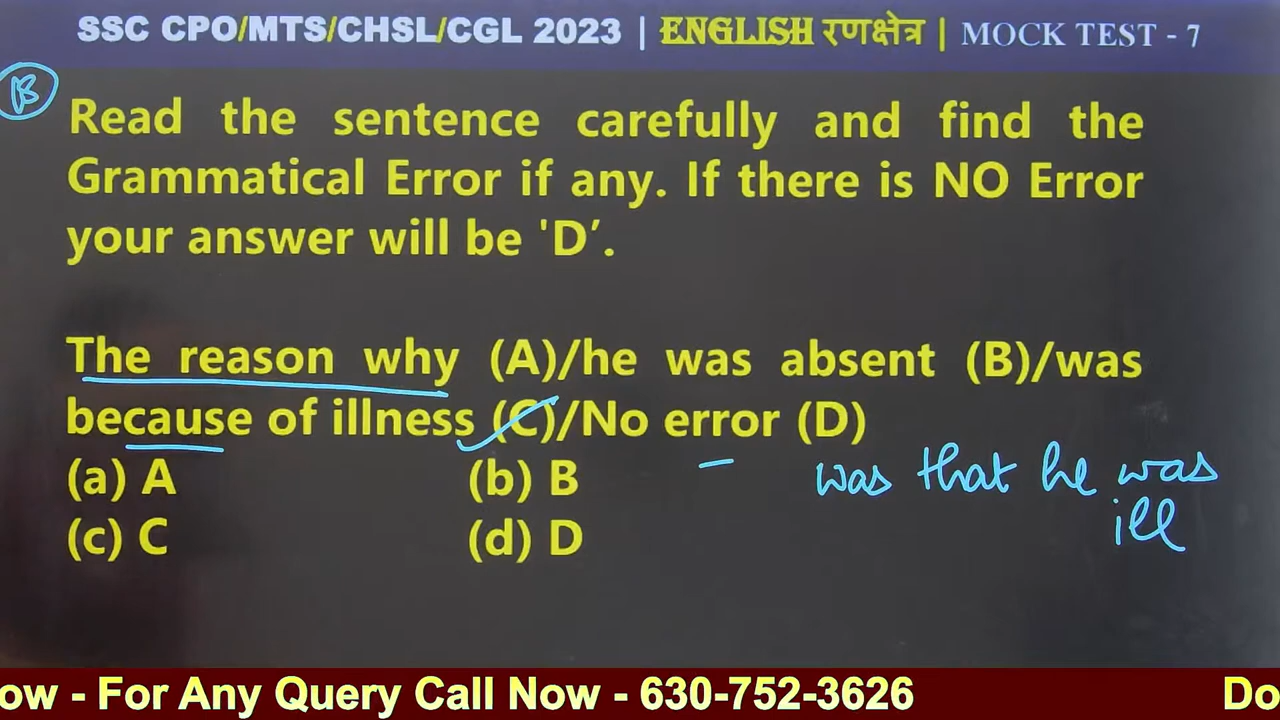 SSC CPO/MTS/CHSL/CGL 2023 | ENGLISH रणक्षेत्र | MOCK TEST - 7
Read the sentence carefully and find the
Grammatical Error if any. If there is NO Error
your answer will be 'D’.
The reason why (A)/he was absent (B)/was
because of illness (C)/No error (D)
(a) A (b) B
(c) C (d) D
was that he was
ill
ow - For Any Query Call Now - 630-752-3626 Do